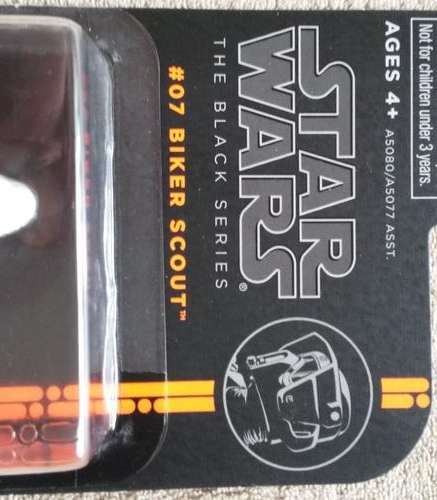 Not for children under 3 years.
AGES 4+
A5080/A5077 ASST.
STAR
WARS®
THE BLACK SERIES
#07 BIKER SCOUT™